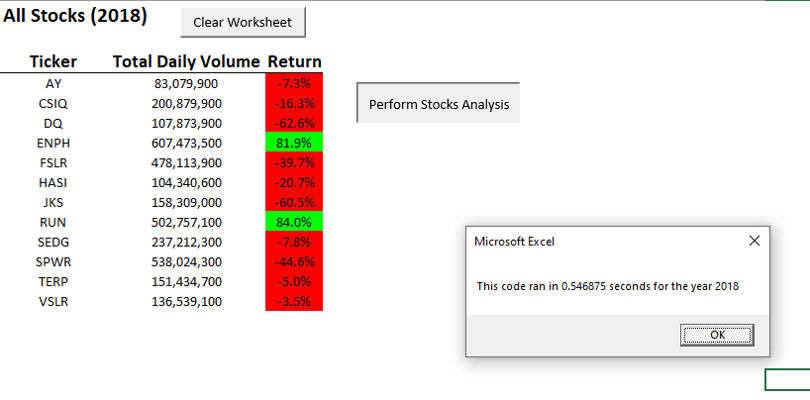 All Stocks (2018)
Clear Worksheet
Ticker Total Daily Volume Return
AY 83,079,900 -7.3%
CSIQ 200,879,900 -16.3%
DQ 107,873,900 -62.6%
ENPH 607,473,500 81.9%
FSLR 478,113,900 -39.7%
HASI 104,340,600 -20.7%
JKS 158,309,000 -60.5%
RUN 502,757,100 84.0%
SEDG 237,212,300 -7.8%
SPWR 538,024,300 -44.6%
TERP 151,434,700 -5.0%
VSLR 136,539,100 -3.5%
Perform Stocks Analysis
Microsoft Excel
This code ran in 0.546875 seconds for the year 2018
OK